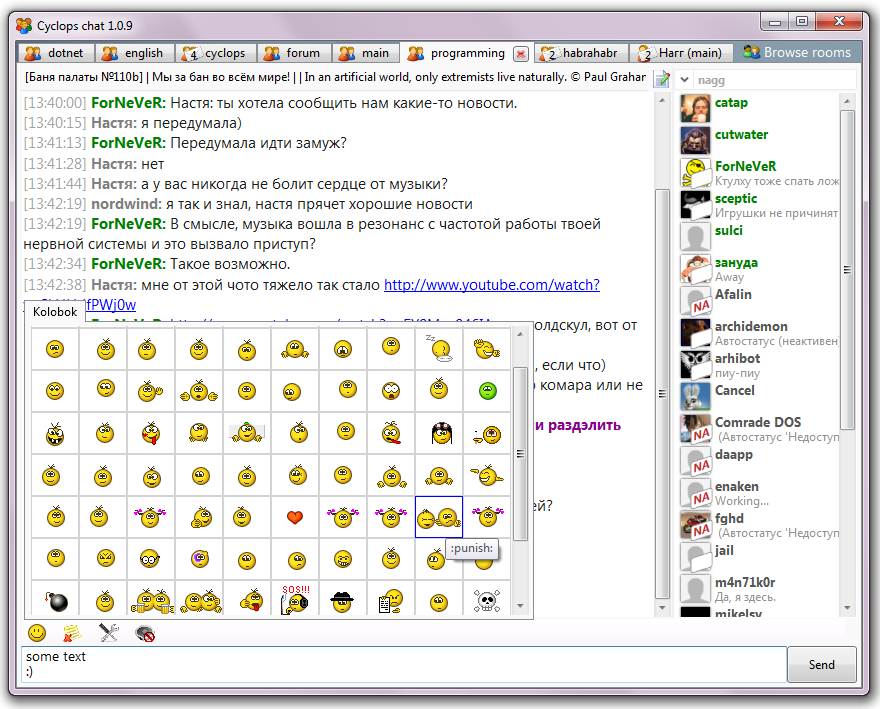 Cyclops chat 1.0.9
dotnet english 4 cyclops forum main programming 2 habrahabr 2 Нагг (main) Browse rooms
[Баня палаты №110b] | Мы за бан во всём мире! | | In an artificial world, only extremists live naturally. © Paul Grahar
nagg
[13:40:00] ForNeVeR: Настя: ты хотела сообщить нам какие-то новости.
[13:40:15] Настя: я передумала)
[13:41:13] ForNeVeR: Передумала идти замуж?
[13:41:28] Настя: нет
[13:41:44] Настя: а у вас никогда не болит сердце от музыки?
[13:42:19] nordwind: я так и знал, настя прячет хорошие новости
[13:42:19] ForNeVeR: В смысле, музыка вошла в резонанс с частотой работы твоей
нервной системы и это вызвало приступ?
[13:42:34] ForNeVeR: Такое возможно.
[13:42:38] Настя: мне от этой чото тяжело так стало http://www.youtube.com/watch?
fPWj0w
олдскул, вот от
, если что)
комара или не
и раздэлить
ей?
Kolobok
zz
SOS!!!
:punish:
some text
:)
Send
catap
cutwater
ForNeVeR
Ктулху тоже спать лож
sceptic
Игрушки не причинят
sulci
зануда
Away
Afalin
NA
archidemon
Автостатус (неактивен
arhibot
пиу-пиу
Cancel
Comrade DOS
(Автостатус 'Недоступ
NA
daapp
NA
enaken
Working...
NA
fghd
(Автостатус 'Недоступ
NA
jail
m4n71k0r
Да, я здесь.
mikelsv